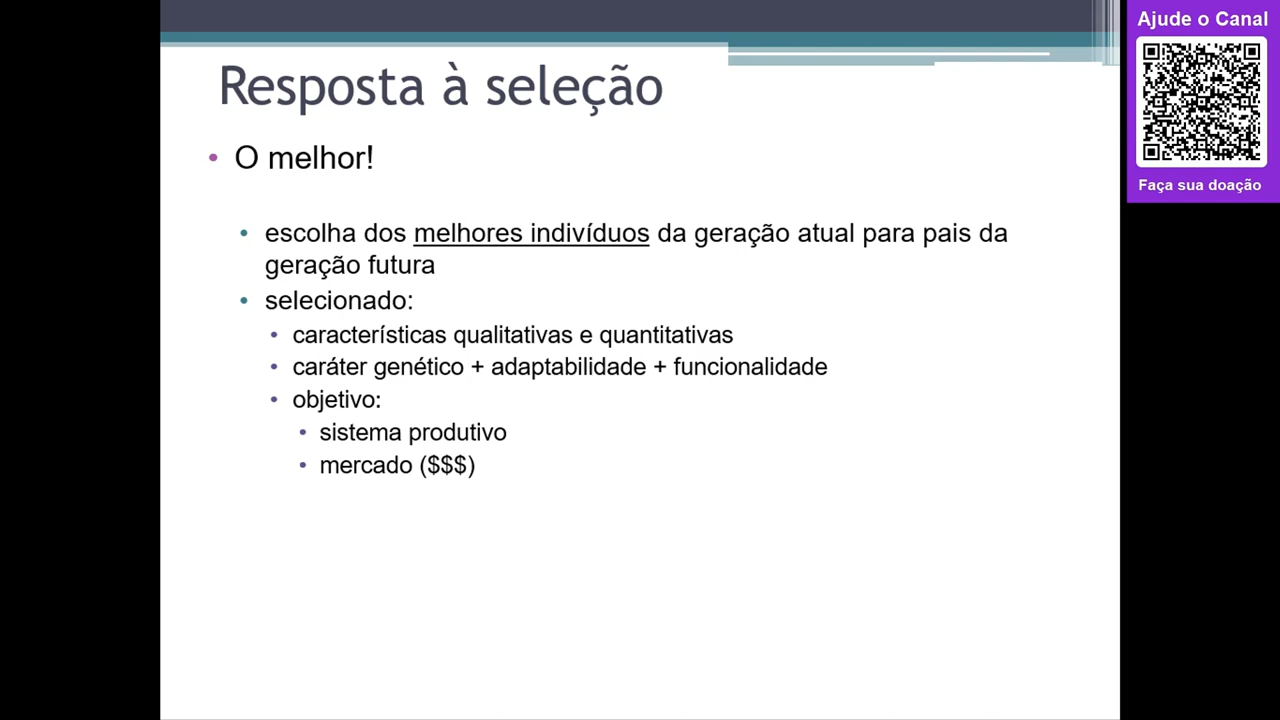 Resposta à seleção
• O melhor!
• escolha dos melhores indivíduos da geração atual para pais da
geração futura
• selecionado:
• características qualitativas e quantitativas
• caráter genético + adaptabilidade + funcionalidade
• objetivo:
• sistema produtivo
• mercado ($$$)
Ajude o Canal
Faça sua doação